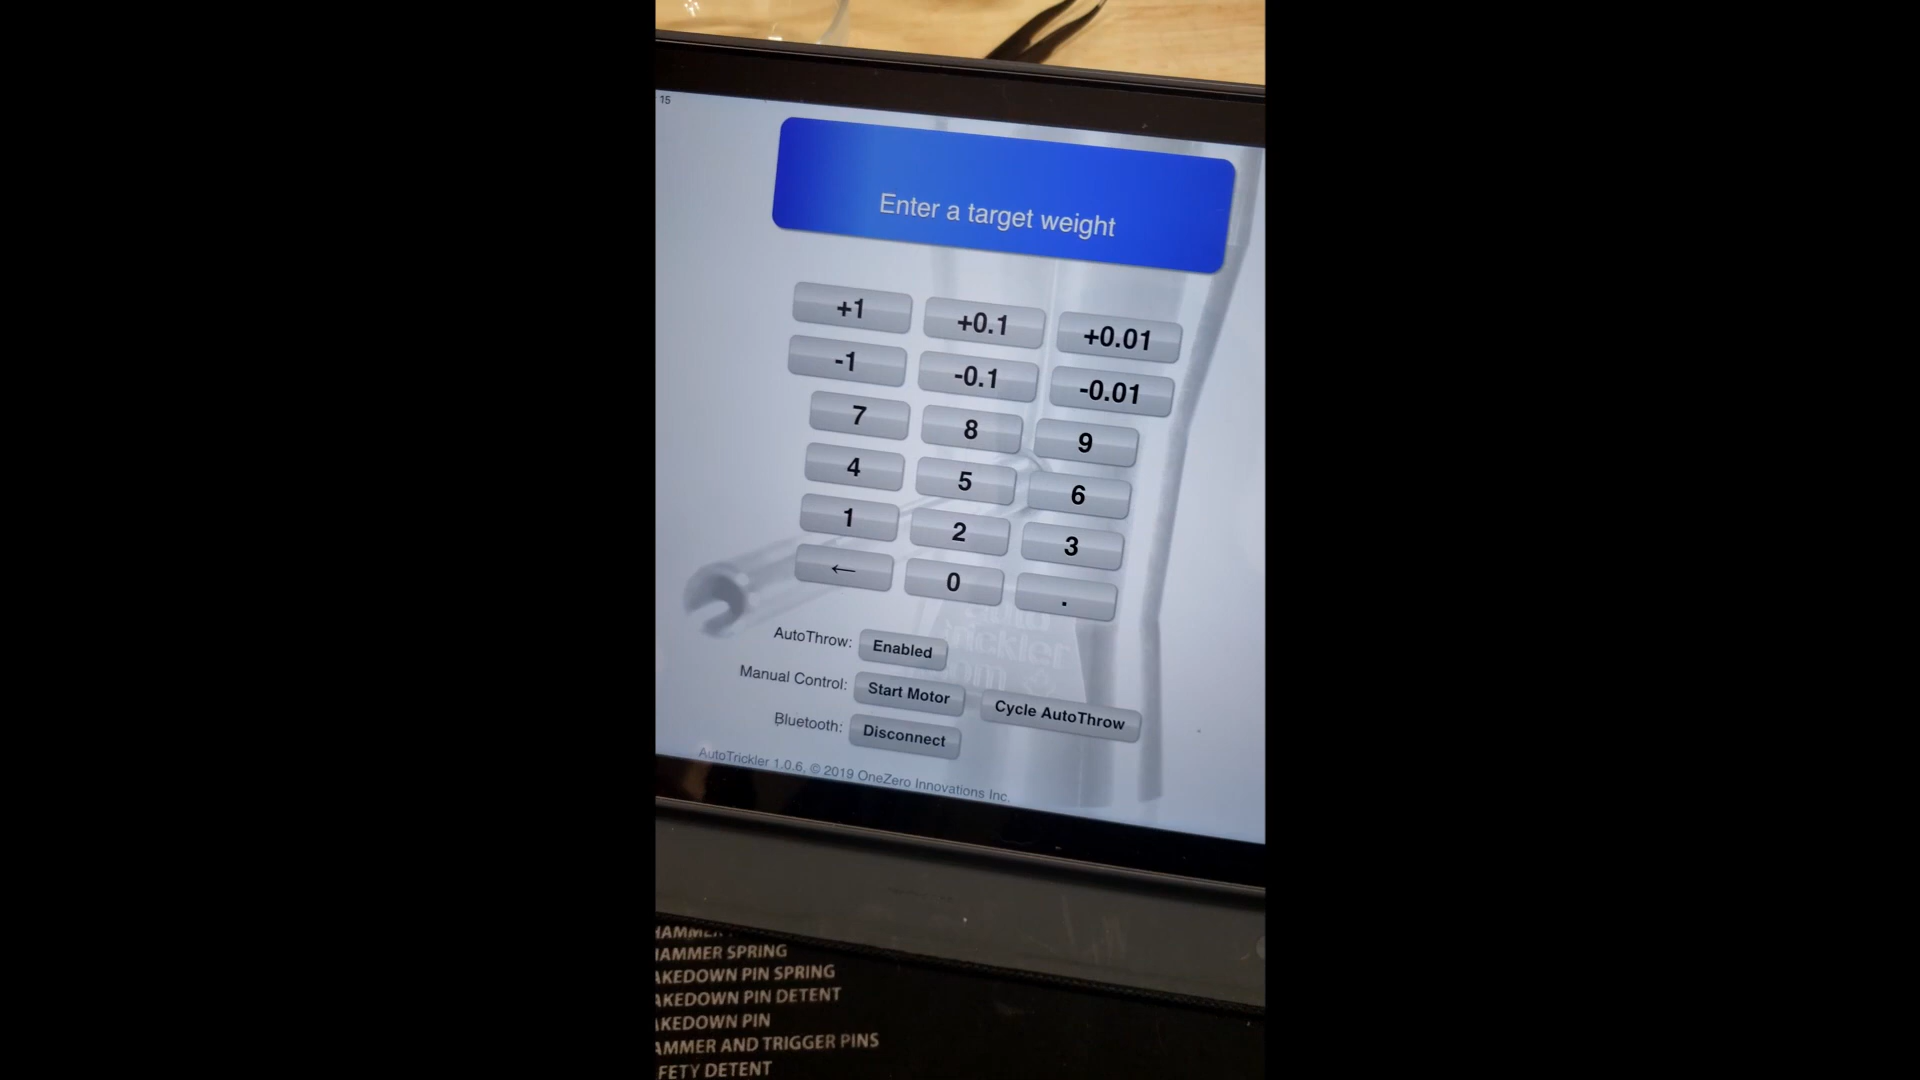 15
Enter a target weight
+1 +0.1 +0.01
-1 -0.1 -0.01
7 8 9
4 5 6
1 2 3
← 0 .
AutoThrow: Enabled
Manual Control: Start Motor Cycle AutoThrow
Bluetooth: Disconnect
AutoTrickler 1.0.6, © 2019 OneZero Innovations Inc.
HAMMER SPRING
AKEDOWN PIN SPRING
AKEDOWN PIN DETENT
AKEDOWN PIN
AMMER AND TRIGGER PINS
FETY DETENT